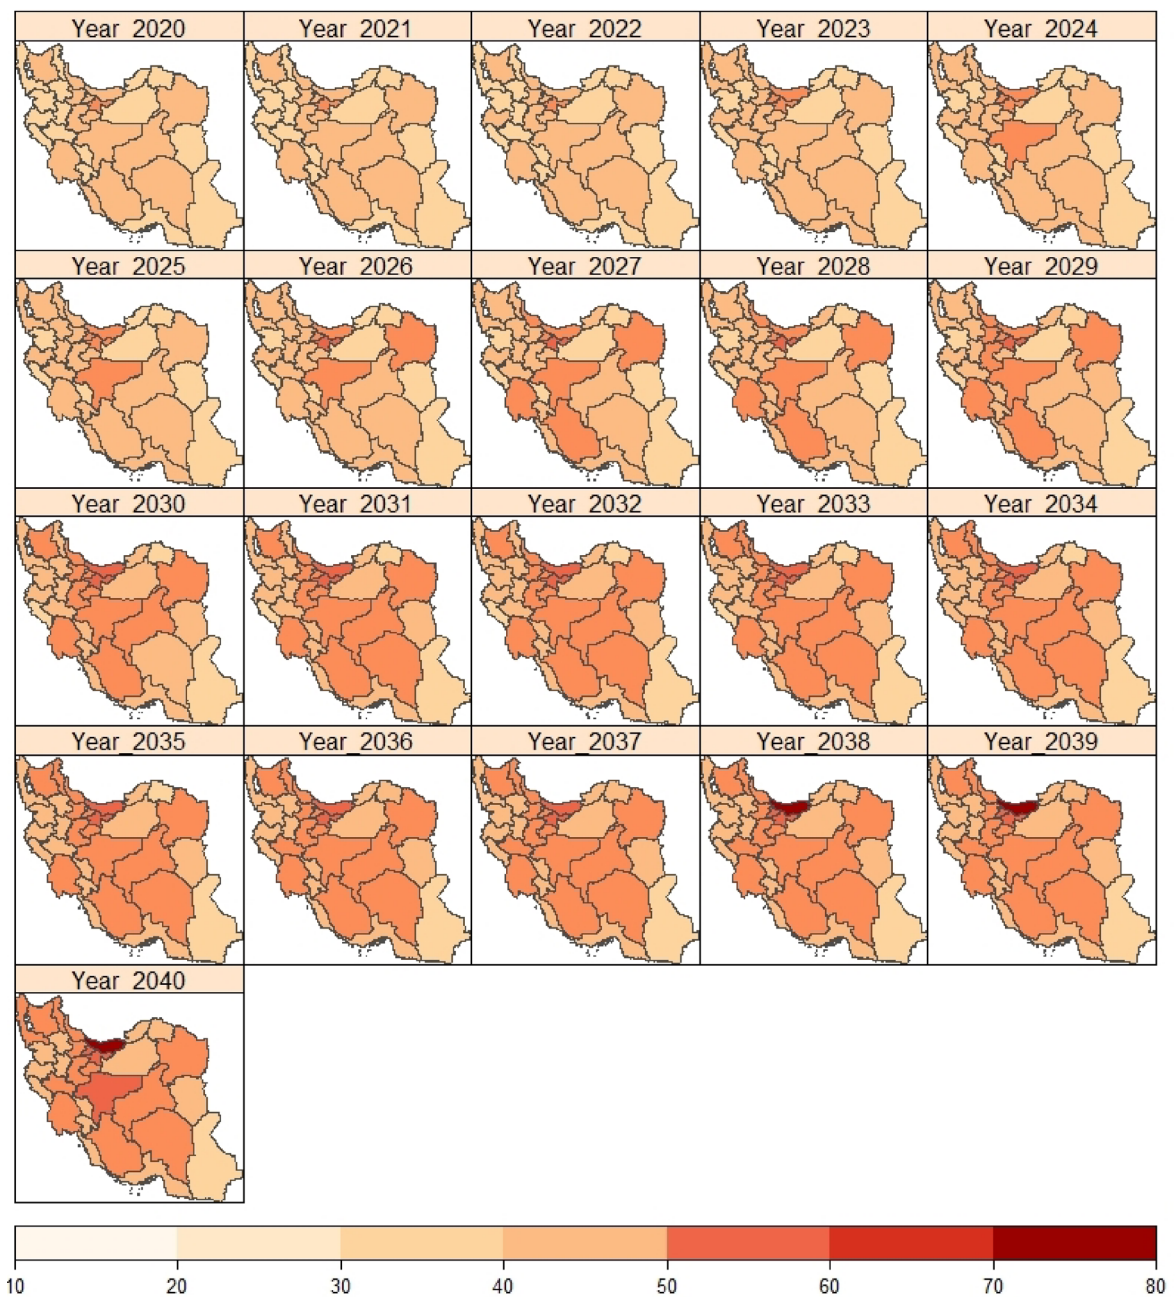 Year_2020 Year_2021 Year_2022 Year_2023 Year_2024
Year_2025 Year_2026 Year_2027 Year_2028 Year_2029
Year_2030 Year_2031 Year_2032 Year_2033 Year_2034
Year_2035 Year_2036 Year_2037 Year_2038 Year_2039
Year_2040
10 20 30 40 50 60 70 80